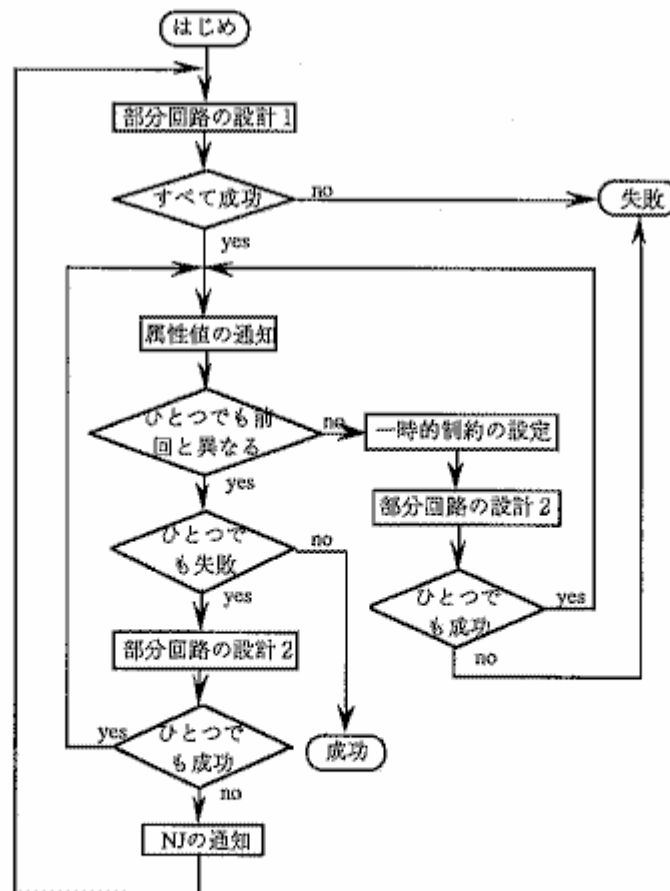 はじめ
部分回路の設計1
すべて成功
no
失敗
yes
属性値の通知
ひとつでも前
回と異なる
no
一時的制約の設定
yes
部分回路の設計2
ひとつで
も失敗
no
yes
ひとつで
も成功
yes
no
部分回路の設計2
yes
ひとつで
も成功
成功
no
NJの通知